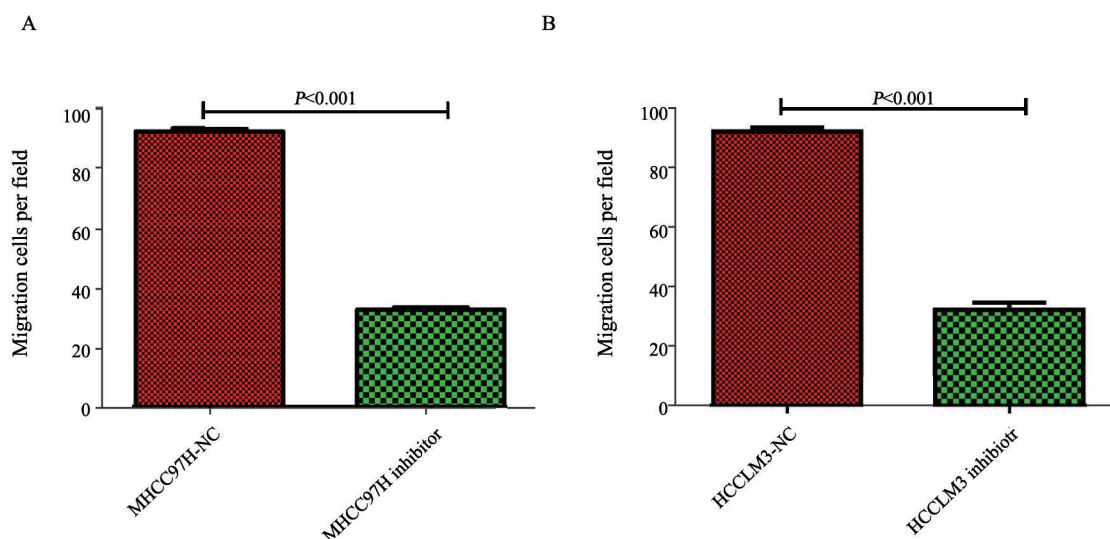 A
P<0.001
Migration cells per field
100
80
60
40
20
0
MHCC97H-NC
MHCC97H inhibitor
B
P<0.001
Migration cells per field
100
80
60
40
20
0
HCCLM3-NC
HCCLM3 inhibiotr